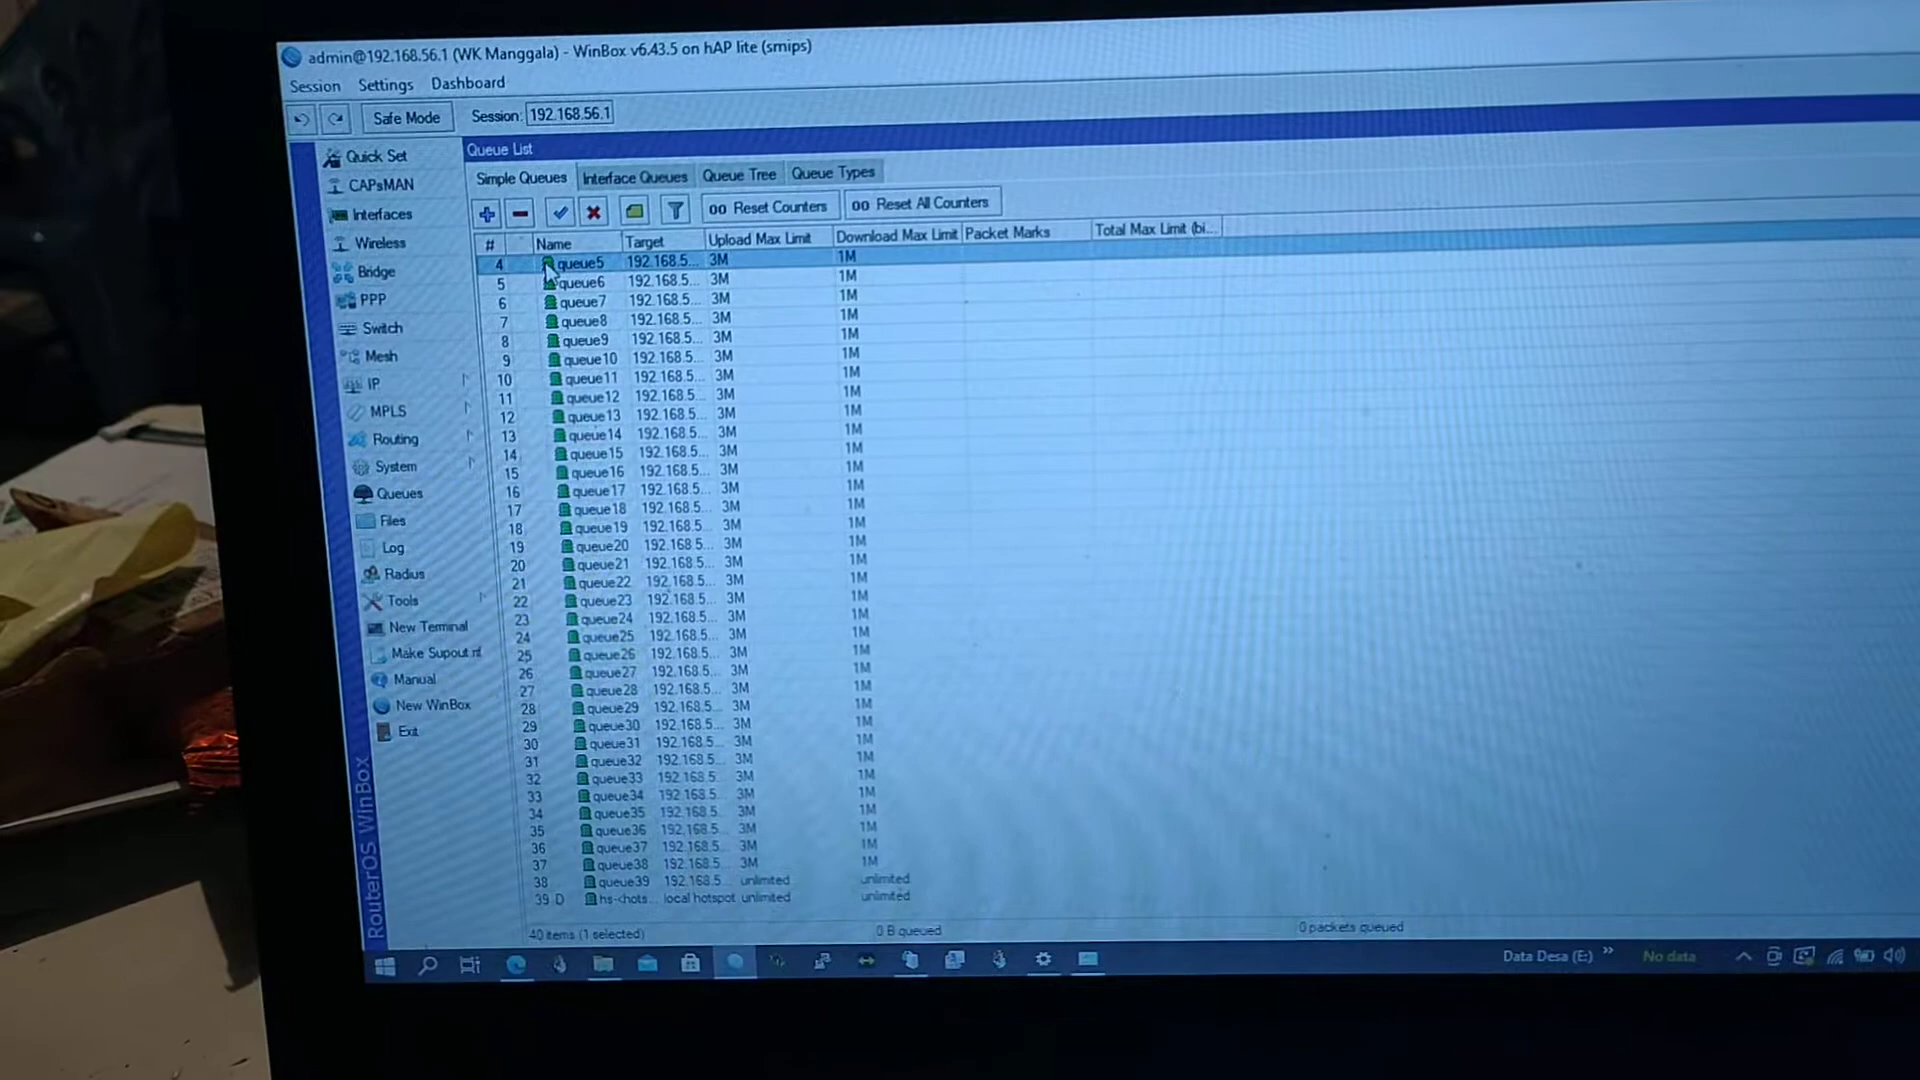 admin@192.168.56.1 (WK Manggala) - WinBox v6.43.5 on hAP lite (smips)
Session Settings Dashboard
Safe Mode Session: 192.168.56.1
Quick Set
CAPsMAN
Interfaces
Wireless
Bridge
PPP
Switch
Mesh
IP
MPLS
Routing
System
Queues
Files
Log
Radius
Tools
New Terminal
Make Supout.rif
Manual
New WinBox
Exit
RouterOS WinBox
Queue List
Simple Queues Interface Queues Queue Tree Queue Types
00 Reset Counters 00 Reset All Counters
# Name Target Upload Max Limit Download Max Limit Packet Marks Total Max Limit (bi...
4 queue5 192.168.5... 3M 1M
5 queue6 192.168.5... 3M 1M
6 queue7 192.168.5... 3M 1M
7 queue8 192.168.5... 3M 1M
8 queue9 192.168.5... 3M 1M
9 queue10 192.168.5... 3M 1M
10 queue11 192.168.5... 3M 1M
11 queue12 192.168.5... 3M 1M
12 queue13 192.168.5... 3M 1M
13 queue14 192.168.5... 3M 1M
14 queue15 192.168.5... 3M 1M
15 queue16 192.168.5... 3M 1M
16 queue17 192.168.5... 3M 1M
17 queue18 192.168.5... 3M 1M
18 queue19 192.168.5... 3M 1M
19 queue20 192.168.5... 3M 1M
20 queue21 192.168.5... 3M 1M
21 queue22 192.168.5... 3M 1M
22 queue23 192.168.5... 3M 1M
23 queue24 192.168.5... 3M 1M
24 queue25 192.168.5... 3M 1M
25 queue26 192.168.5... 3M 1M
26 queue27 192.168.5... 3M 1M
27 queue28 192.168.5... 3M 1M
28 queue29 192.168.5... 3M 1M
29 queue30 192.168.5... 3M 1M
30 queue31 192.168.5... 3M 1M
31 queue32 192.168.5... 3M 1M
32 queue33 192.168.5... 3M 1M
33 queue34 192.168.5... 3M 1M
34 queue35 192.168.5... 3M 1M
35 queue36 192.168.5... 3M 1M
36 queue37 192.168.5... 3M 1M
37 queue38 192.168.5... 3M 1M
38 queue39 192.168.5... unlimited unlimited
39 D hs-<hots... local hotspot unlimited unlimited
40 items (1 selected) 0 B queued 0 packets queued
Data Desa (E:) No data